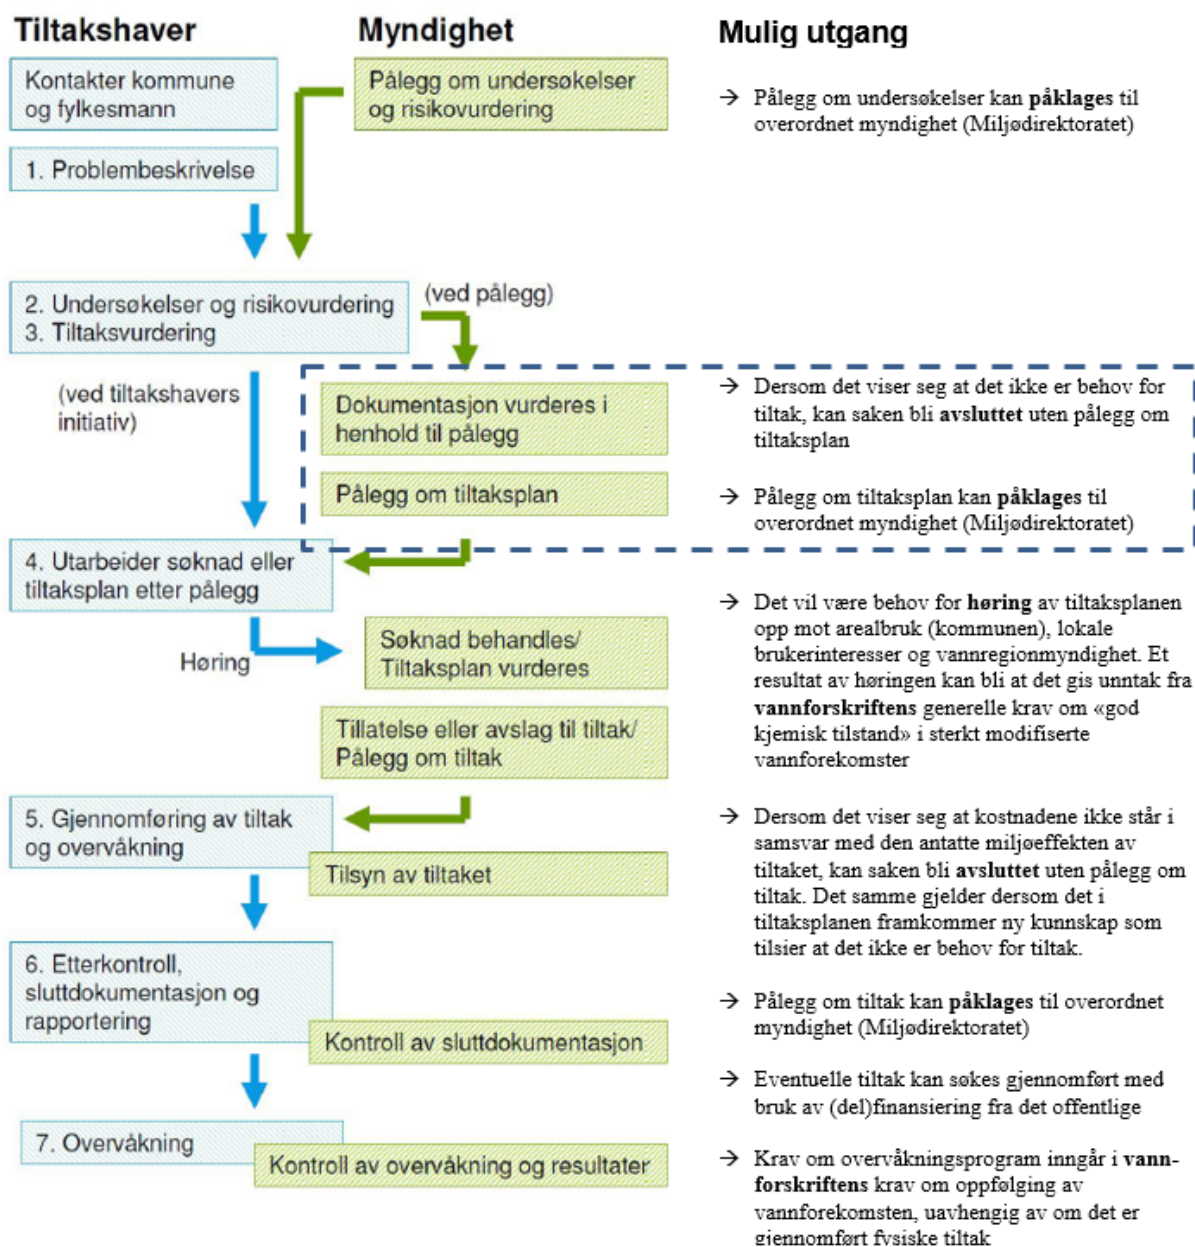 Tiltakshaver
Myndighet
Mulig utgang
Kontakter kommune
og fylkesmann
Pålegg om undersøkelser
og risikovurdering
→ Pålegg om undersøkelser kan påklages til
overordnet myndighet (Miljødirektoratet)
1. Problembeskrivelse
2. Undersøkelser og risikovurdering
3. Tiltaksvurdering
(ved pålegg)
(ved tiltakshavers
initiativ)
Dokumentasjon vurderes i
henhold til pålegg
→ Dersom det viser seg at det ikke er behov for
tiltak, kan saken bli avsluttet uten pålegg om
tiltaksplan
Pålegg om tiltaksplan
→ Pålegg om tiltaksplan kan påklages til
overordnet myndighet (Miljødirektoratet)
4. Utarbeider søknad eller
tiltaksplan etter pålegg
Høring
Søknad behandles/
Tiltaksplan vurderes
→ Det vil være behov for høring av tiltaksplanen
opp mot arealbruk (kommunen), lokale
brukerinteresser og vannregionmyndighet. Et
resultat av høringen kan bli at det gis unntak fra
vannforskriftens generelle krav om «god
kjemisk tilstand» i sterkt modifiserte
vannforekomster
Tillatelse eller avslag til tiltak/
Pålegg om tiltak
5. Gjennomføring av tiltak
og overvåkning
Tilsyn av tiltaket
→ Dersom det viser seg at kostnadene ikke står i
samsvar med den antatte miljøeffekten av
tiltaket, kan saken bli avsluttet uten pålegg om
tiltak. Det samme gjelder dersom det i
tiltaksplanen framkommer ny kunnskap som
tilsier at det ikke er behov for tiltak.
6. Etterkontroll,
sluttdokumentasjon og
rapportering
Kontroll av sluttdokumentasjon
→ Pålegg om tiltak kan påklages til overordnet
myndighet (Miljødirektoratet)
→ Eventuelle tiltak kan søkes gjennomført med
bruk av (del)finansiering fra det offentlige
7. Overvåkning
Kontroll av overvåkning og resultater
→ Krav om overvåkningsprogram inngår i vann-
forskriftens krav om oppfølging av
vannforekomsten, uavhengig av om det er
gjennomført fysiske tiltak